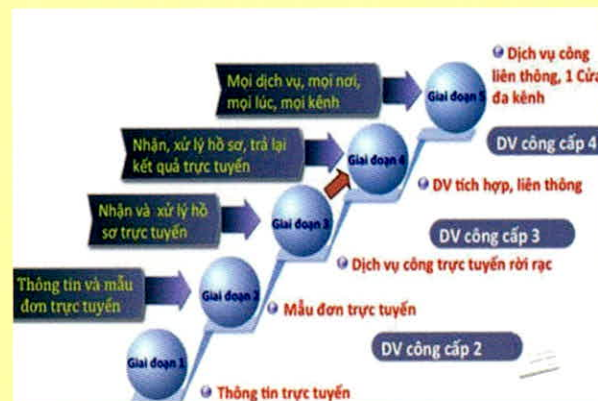 Dịch vụ công
liên thông, 1 Cửa
đa kênh
Mọi dịch vụ, mọi nơi,
mọi lúc, mọi kênh
Giai đoạn 5
DV công cấp 4
Nhận, xử lý hồ sơ, trả lại
kết quả trực tuyến
Giai đoạn 4
DV tích hợp, liên thông
Nhận và xử lý hồ
sơ trực tuyến
Giai đoạn 3
DV công cấp 3
Dịch vụ công trực tuyến rời rạc
Thông tin và mẫu
đơn trực tuyến
Giai đoạn 2
Mẫu đơn trực tuyến
DV công cấp 2
Giai đoạn 1
Thông tin trực tuyến